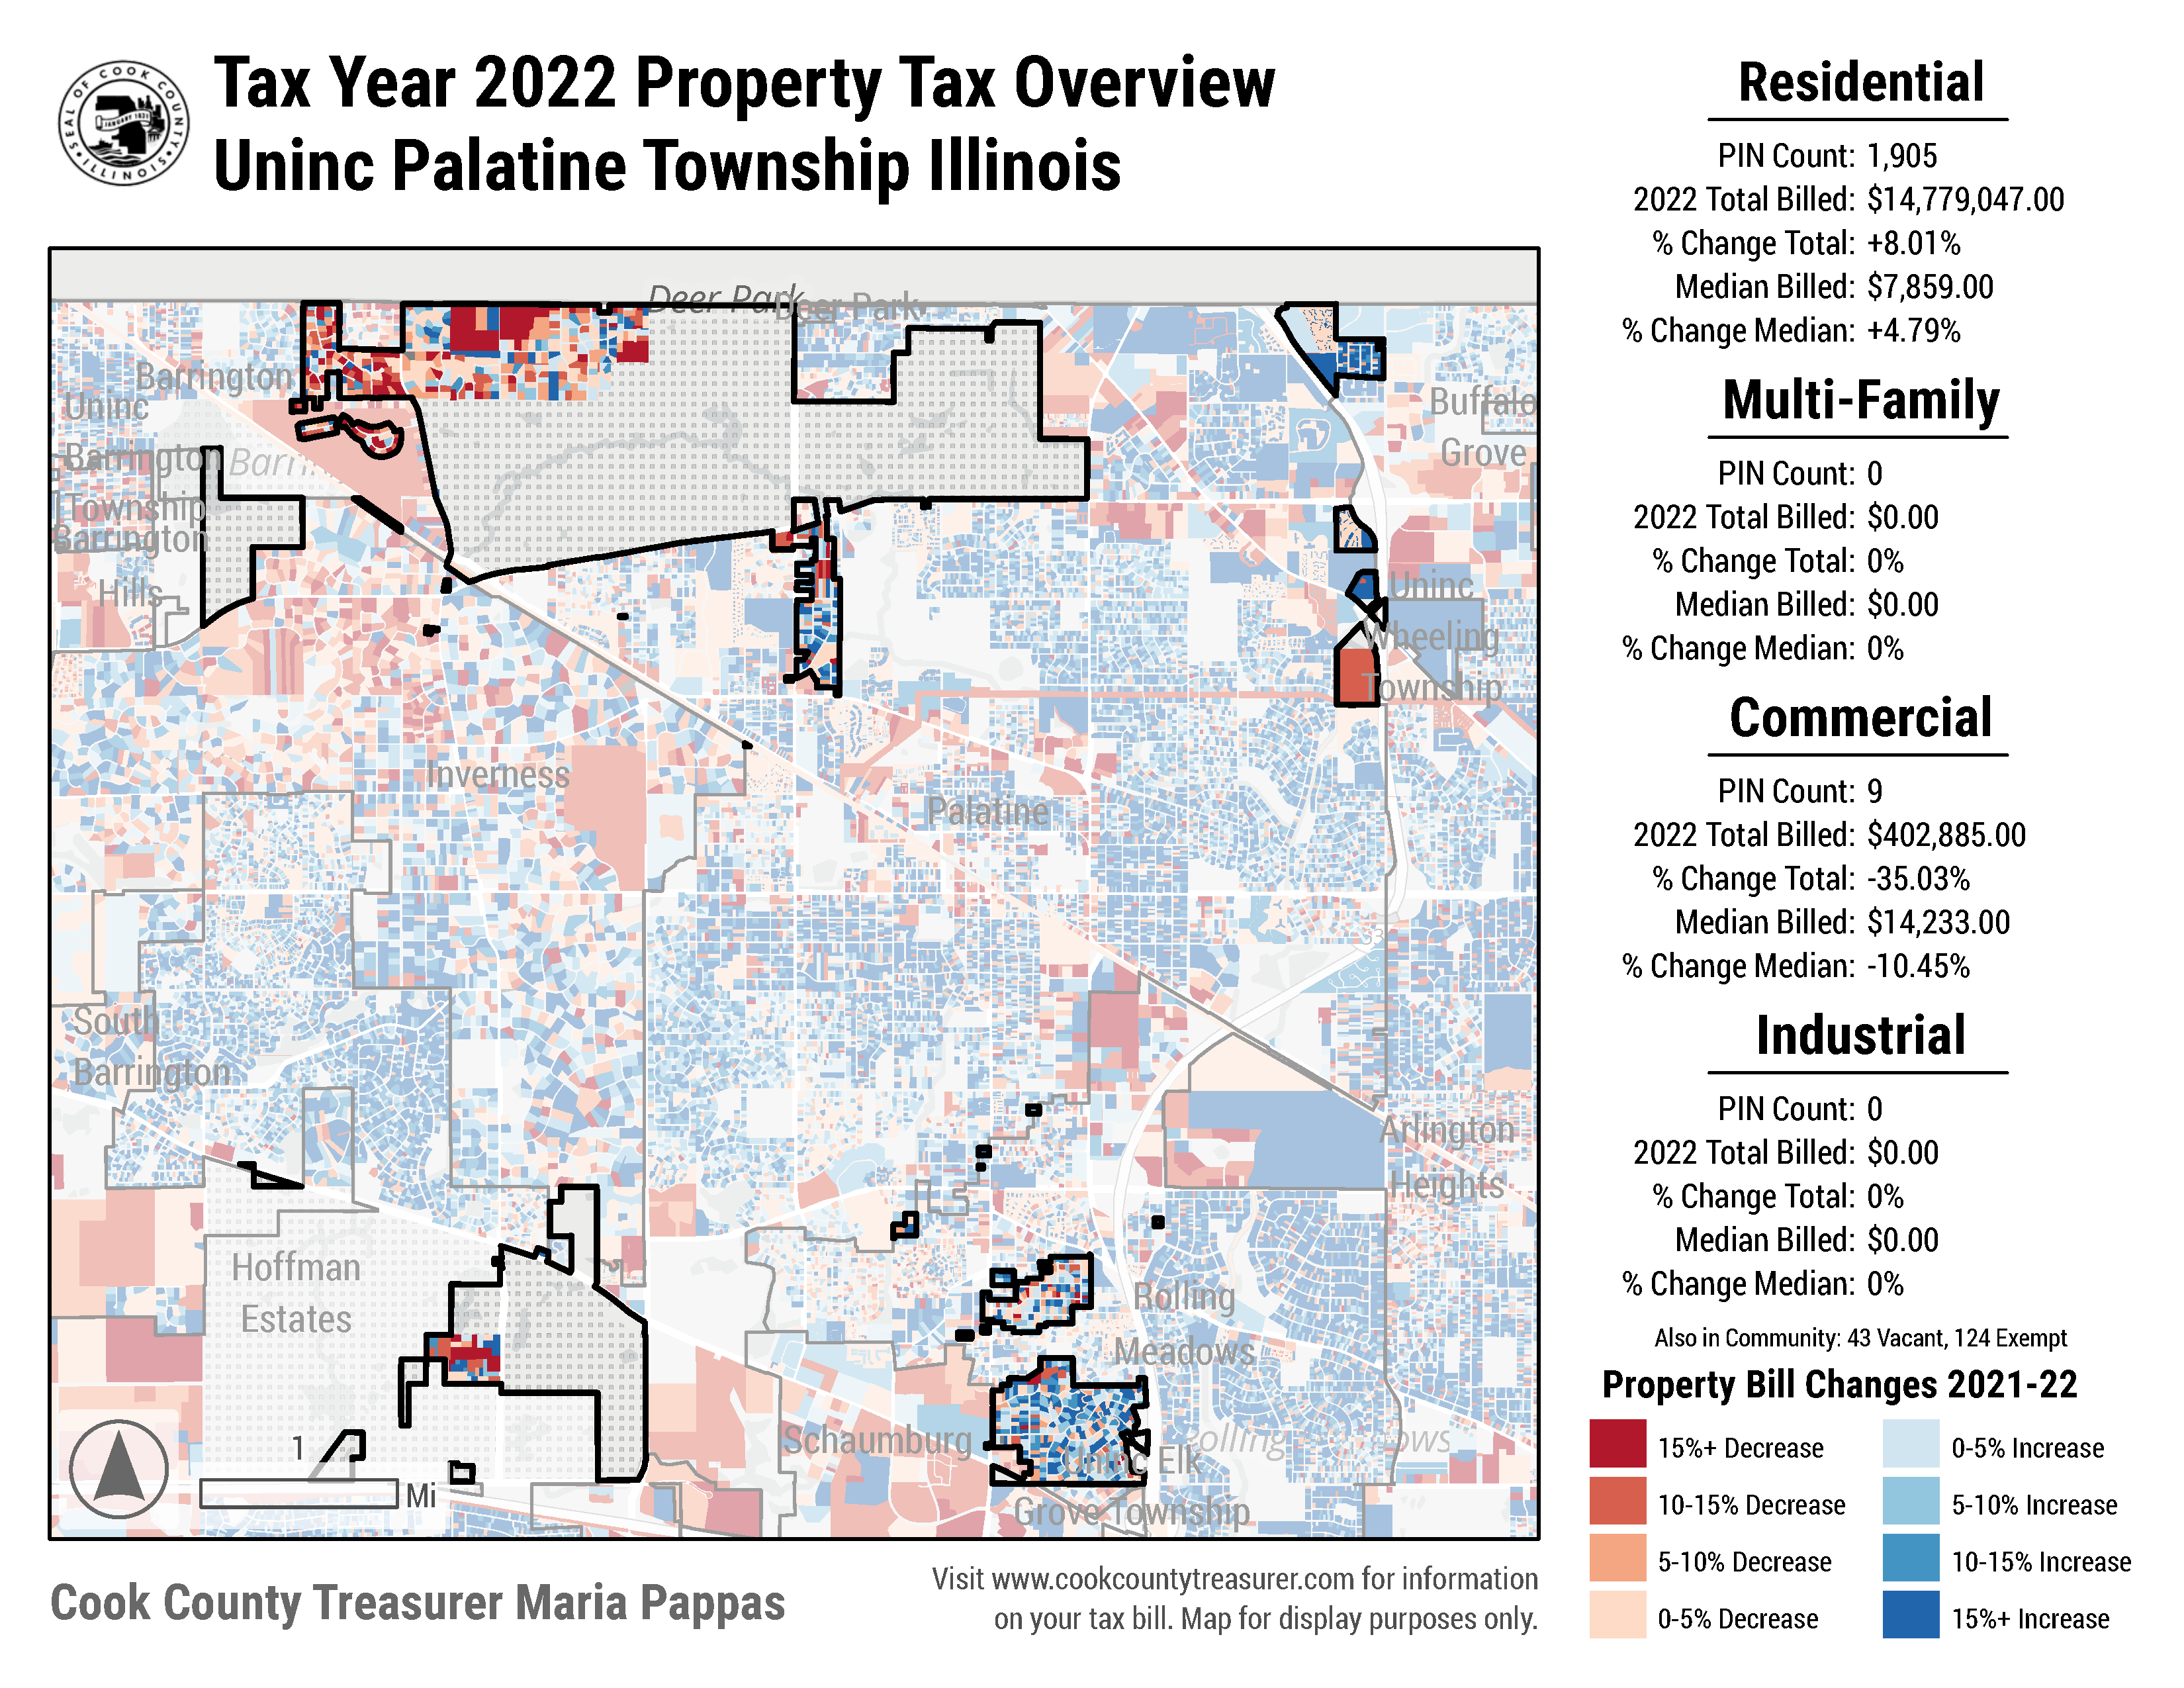 SEAL OF COOK COUNTY
ILLINOIS
JANUARY 1831
Tax Year 2022 Property Tax Overview
Uninc Palatine Township Illinois
Deer Park
Deer Park
Barrington
Uninc
Barrington
Township
Barrington
Hills
Buffalo
Grove
Uninc
Wheeling
Township
Inverness
Palatine
53
South
Barrington
Arlington
Heights
Hoffman
Estates
Rolling
Meadows
Schaumburg
Uninc Elk
Grove Township
1
Mi
Cook County Treasurer Maria Pappas
Visit www.cookcountytreasurer.com for information
on your tax bill. Map for display purposes only.
Residential
PIN Count: 1,905
2022 Total Billed: $14,779,047.00
% Change Total: +8.01%
Median Billed: $7,859.00
% Change Median: +4.79%
Multi-Family
PIN Count: 0
2022 Total Billed: $0.00
% Change Total: 0%
Median Billed: $0.00
% Change Median: 0%
Commercial
PIN Count: 9
2022 Total Billed: $402,885.00
% Change Total: -35.03%
Median Billed: $14,233.00
% Change Median: -10.45%
Industrial
PIN Count: 0
2022 Total Billed: $0.00
% Change Total: 0%
Median Billed: $0.00
% Change Median: 0%
Also in Community: 43 Vacant, 124 Exempt
Property Bill Changes 2021-22
15%+ Decrease
10-15% Decrease
5-10% Decrease
0-5% Decrease
0-5% Increase
5-10% Increase
10-15% Increase
15%+ Increase